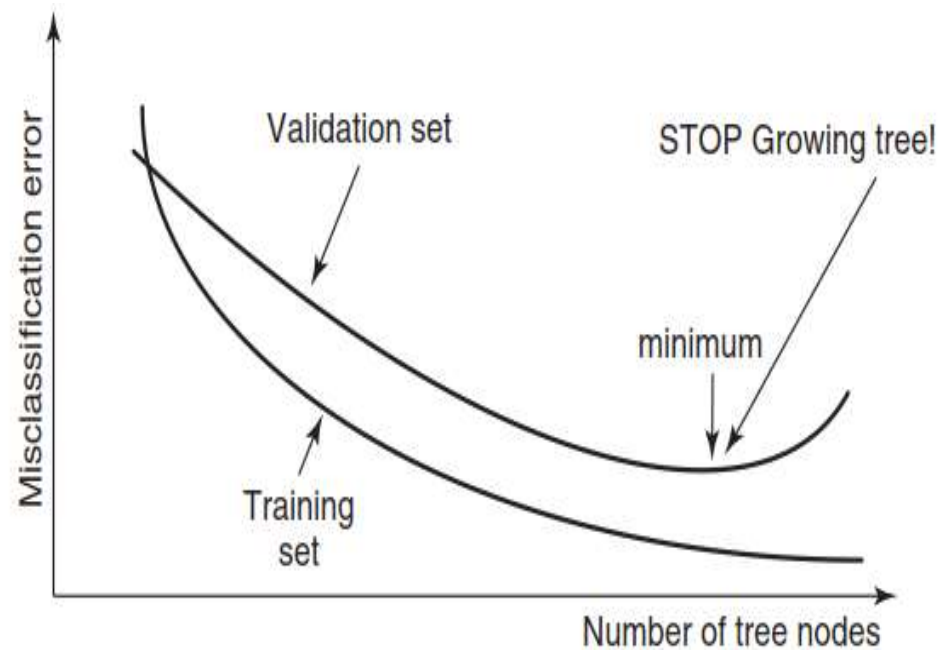 Misclassification error
Validation set
STOP Growing tree!
minimum
Training
set
Number of tree nodes